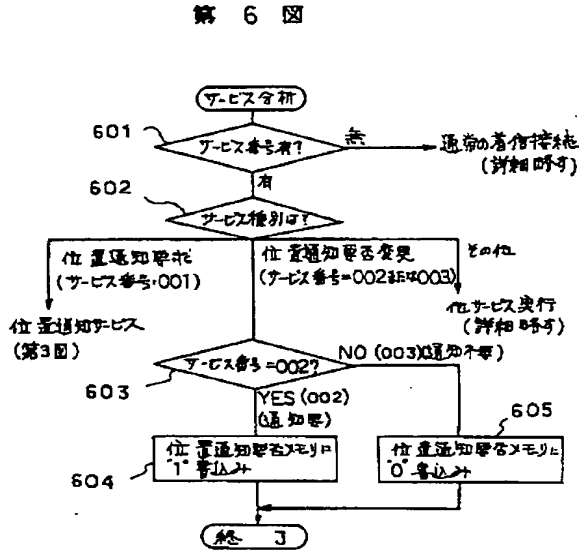 第 6 図
サービス分析
601
サービス番号有?
無
通常の着信接続
(詳細略す)
有
602
サービス種別は?
位置通知要求
(サービス番号=001)
位置通知要否変更
(サービス番号=002または003)
その他
位置通知サービス
(第3図)
他サービス実行
(詳細略す)
サービス番号=002?
NO (003)(通知不要)
603
YES (002)
(通知要)
605
位置通知要否メモリに
"1" 書込み
604
位置通知要否メモリに
"0" 書込み
終 了